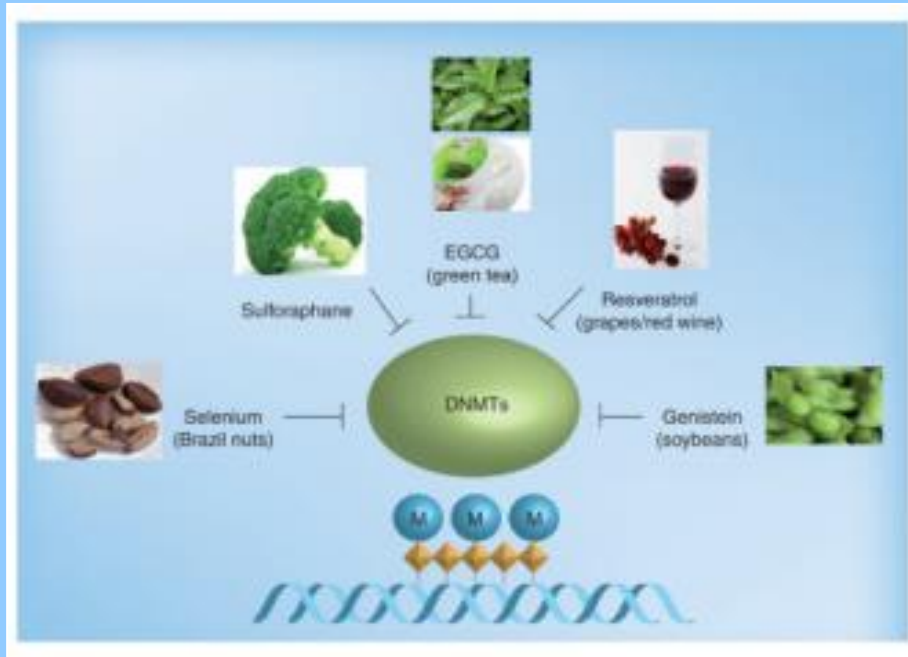 EGCG
(green tea)
Sulforaphane
Resveratrol
(grapes/red wine)
Selenium
(Brazil nuts)
DNMTs
Genistein
(soybeans)
M M M